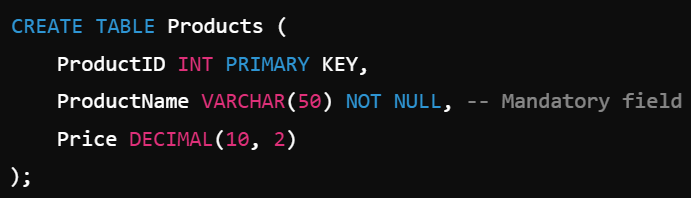 CREATE TABLE Products (
    ProductID INT PRIMARY KEY,
    ProductName VARCHAR(50) NOT NULL, -- Mandatory field
    Price DECIMAL(10, 2)
);